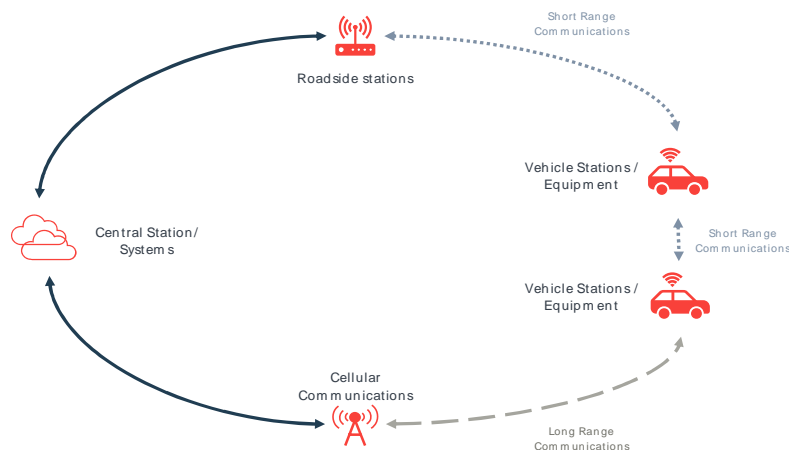 Short Range
Communications
Roadside stations
Vehicle Stations /
Equipment
Central Station/
Systems
Short Range
Communications
Vehicle Stations /
Equipment
Cellular
Communications
Long Range
Communications